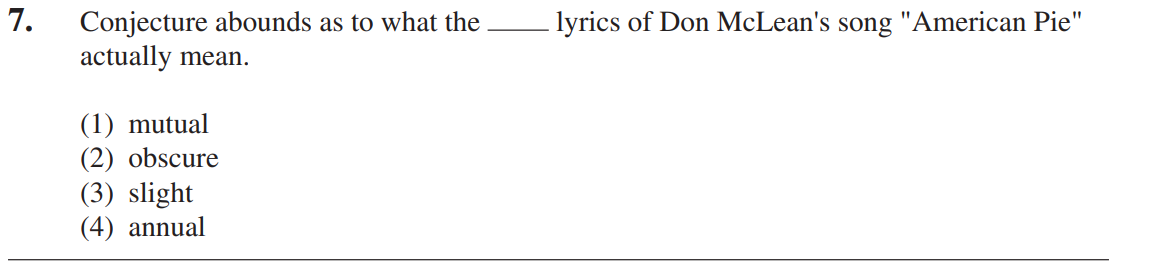 7. Conjecture abounds as to what the ____ lyrics of Don McLean's song "American Pie"
actually mean.
(1) mutual
(2) obscure
(3) slight
(4) annual